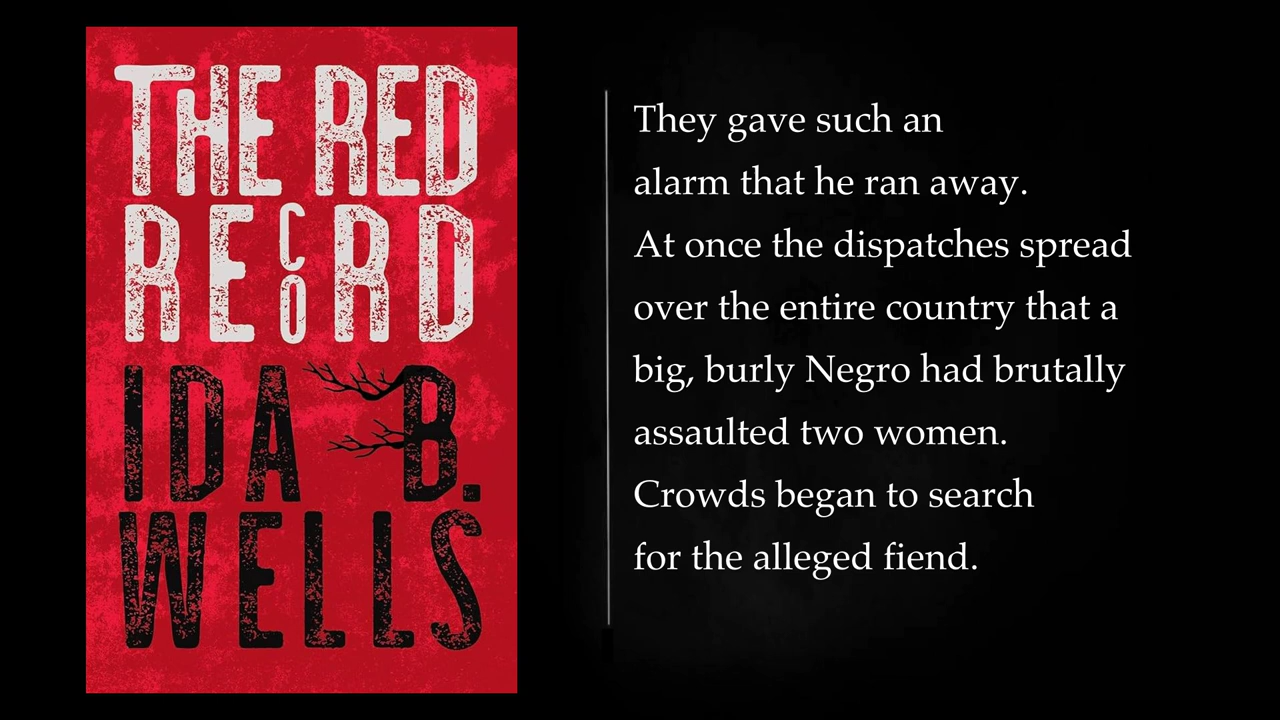 THE RED
RECORD
IDA B.
WELLS
They gave such an
alarm that he ran away.
At once the dispatches spread
over the entire country that a
big, burly Negro had brutally
assaulted two women.
Crowds began to search
for the alleged fiend.